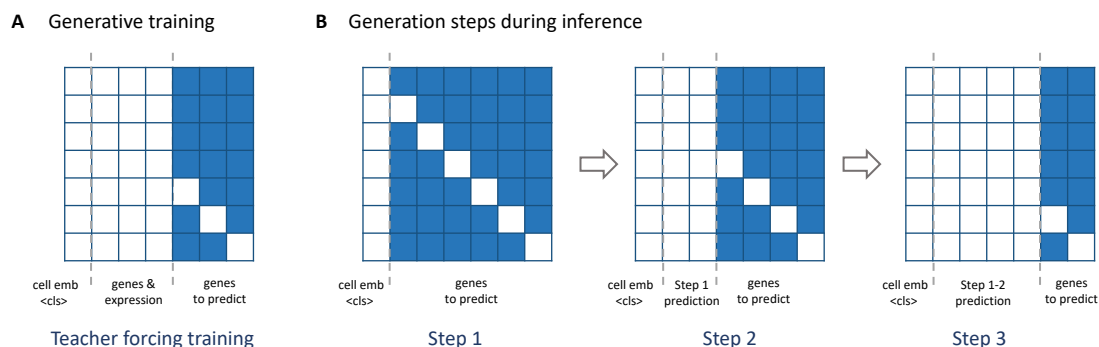 A Generative training
B Generation steps during inference
cell emb
<cls>
genes &
expression
genes
to predict
cell emb
<cls>
genes
to predict
cell emb
<cls>
Step 1
prediction
genes
to predict
cell emb
<cls>
Step 1-2
prediction
genes
to predict
Teacher forcing training
Step 1
Step 2
Step 3